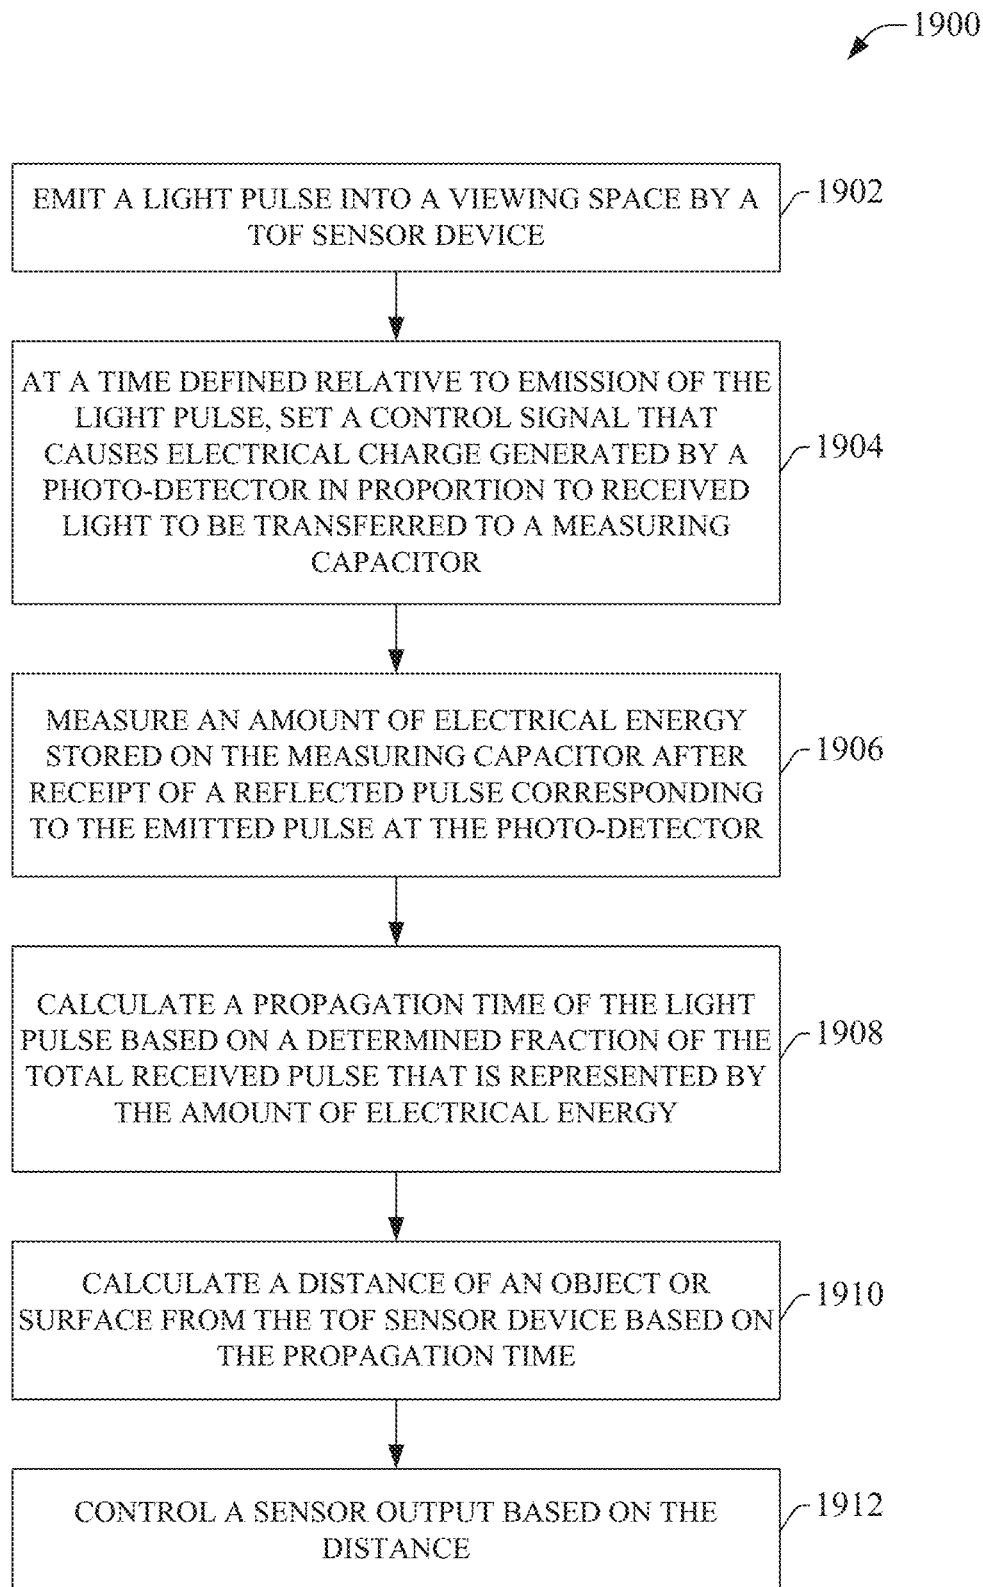 1900
EMIT A LIGHT PULSE INTO A VIEWING SPACE BY A
TOF SENSOR DEVICE
1902
AT A TIME DEFINED RELATIVE TO EMISSION OF THE
LIGHT PULSE, SET A CONTROL SIGNAL THAT
CAUSES ELECTRICAL CHARGE GENERATED BY A
PHOTO-DETECTOR IN PROPORTION TO RECEIVED
LIGHT TO BE TRANSFERRED TO A MEASURING
CAPACITOR
1904
MEASURE AN AMOUNT OF ELECTRICAL ENERGY
STORED ON THE MEASURING CAPACITOR AFTER
RECEIPT OF A REFLECTED PULSE CORRESPONDING
TO THE EMITTED PULSE AT THE PHOTO-DETECTOR
1906
CALCULATE A PROPAGATION TIME OF THE LIGHT
PULSE BASED ON A DETERMINED FRACTION OF THE
TOTAL RECEIVED PULSE THAT IS REPRESENTED BY
THE AMOUNT OF ELECTRICAL ENERGY
1908
CALCULATE A DISTANCE OF AN OBJECT OR
SURFACE FROM THE TOF SENSOR DEVICE BASED ON
THE PROPAGATION TIME
1910
CONTROL A SENSOR OUTPUT BASED ON THE
DISTANCE
1912